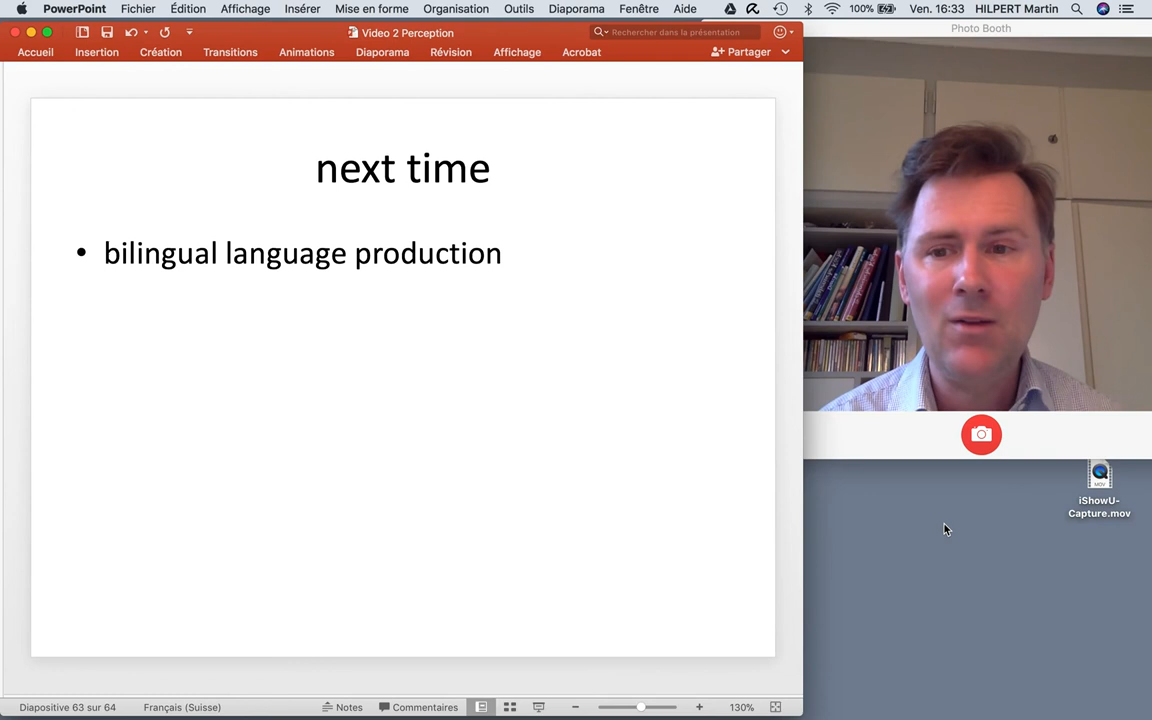 PowerPoint Fichier Édition Affichage Insérer Mise en forme Organisation Outils Diaporama Fenêtre Aide 100% Ven. 16:33 HILPERT Martin
Video 2 Perception
Rechercher dans la présentation
Photo Booth
Accueil Insertion Création Transitions Animations Diaporama Révision Affichage Acrobat Partager
next time
• bilingual language production
MOV
iShowU-
Capture.mov
Diapositive 63 sur 64 Français (Suisse) Notes Commentaires 130%